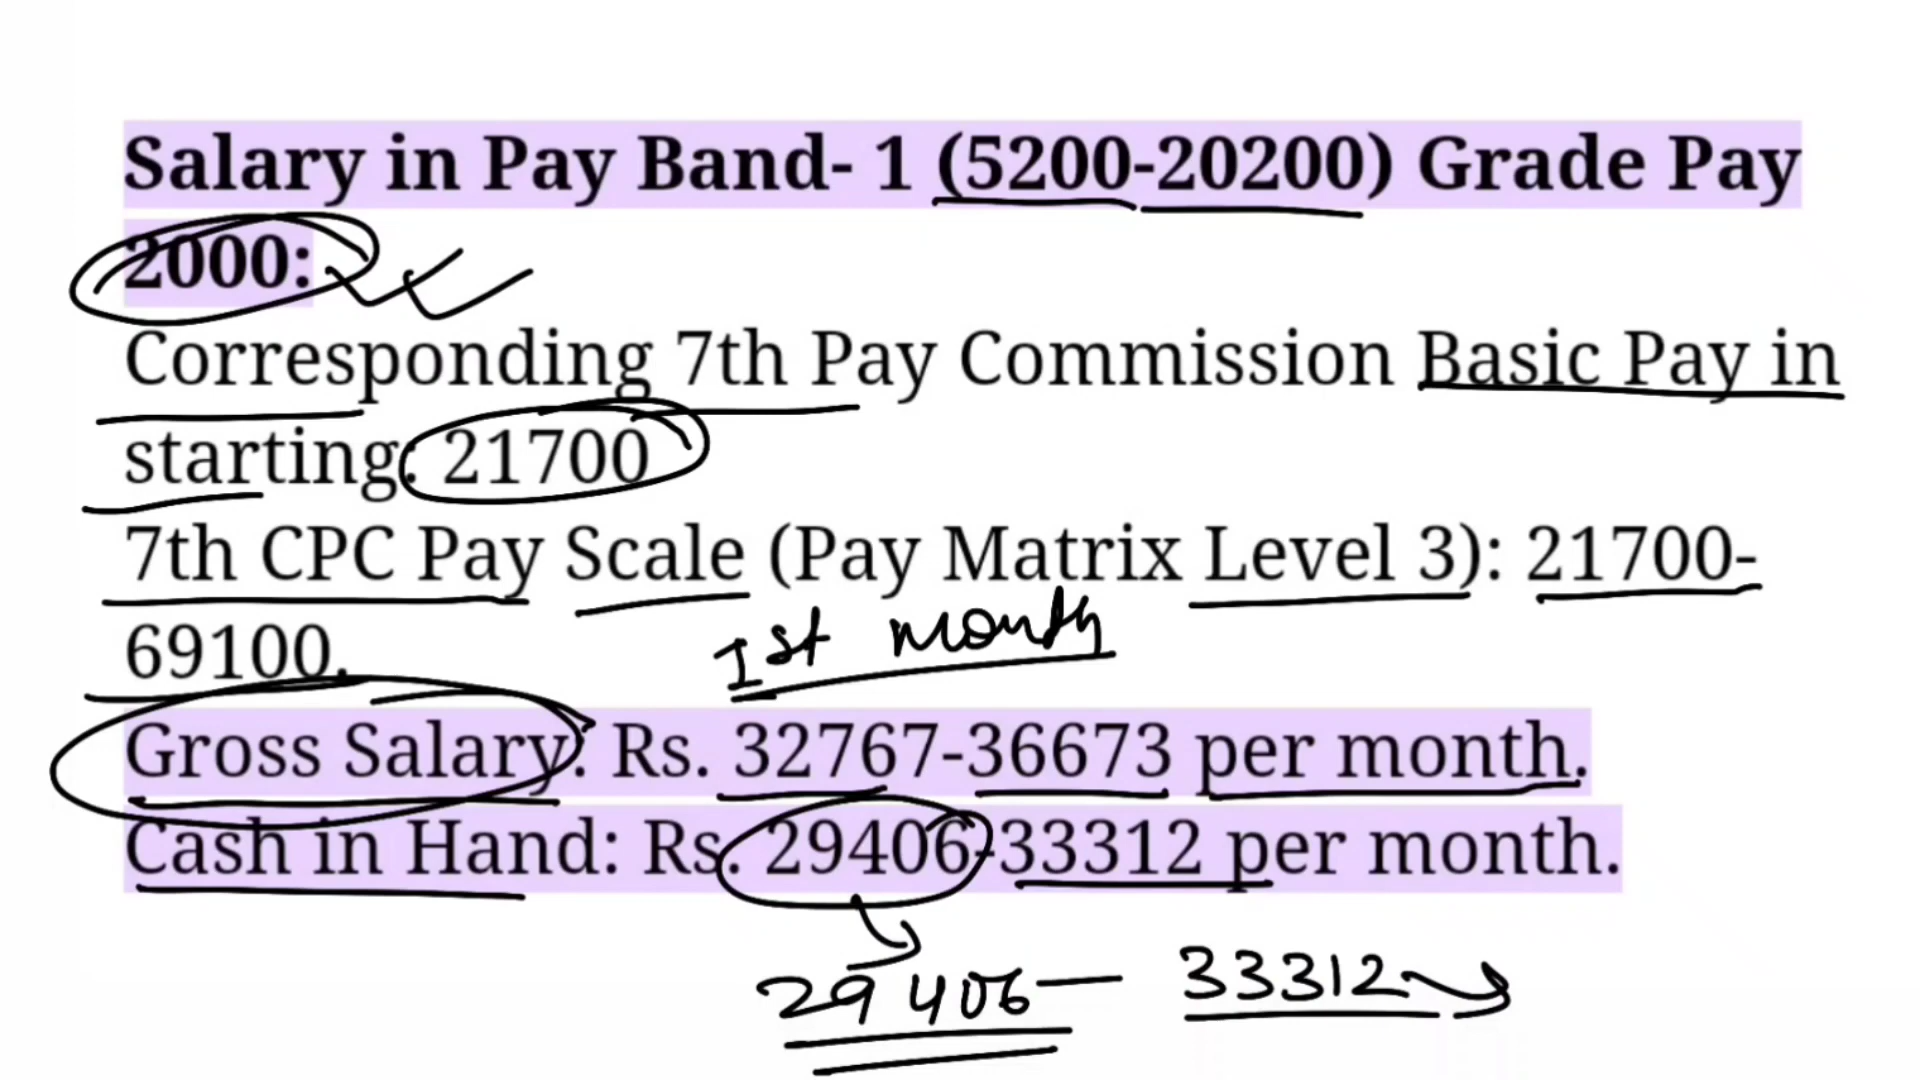 Salary in Pay Band- 1 (5200-20200) Grade Pay
2000:
Corresponding 7th Pay Commission Basic Pay in
starting: 21700
7th CPC Pay Scale (Pay Matrix Level 3): 21700-
69100.
1st month
Gross Salary: Rs. 32767-36673 per month.
Cash in Hand: Rs. 29406-33312 per month.
29406 — 33312